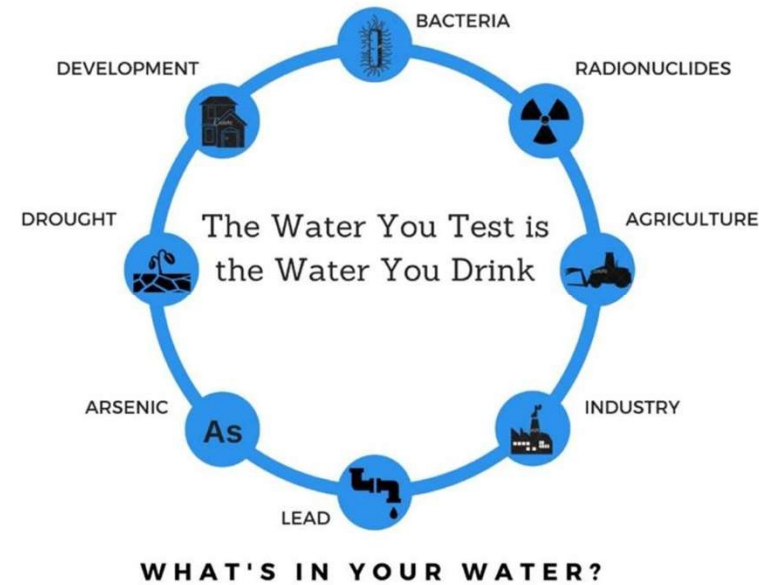 BACTERIA
DEVELOPMENT
RADIONUCLIDES
DROUGHT
AGRICULTURE
The Water You Test is
the Water You Drink
ARSENIC
As
INDUSTRY
LEAD
WHAT'S IN YOUR WATER?